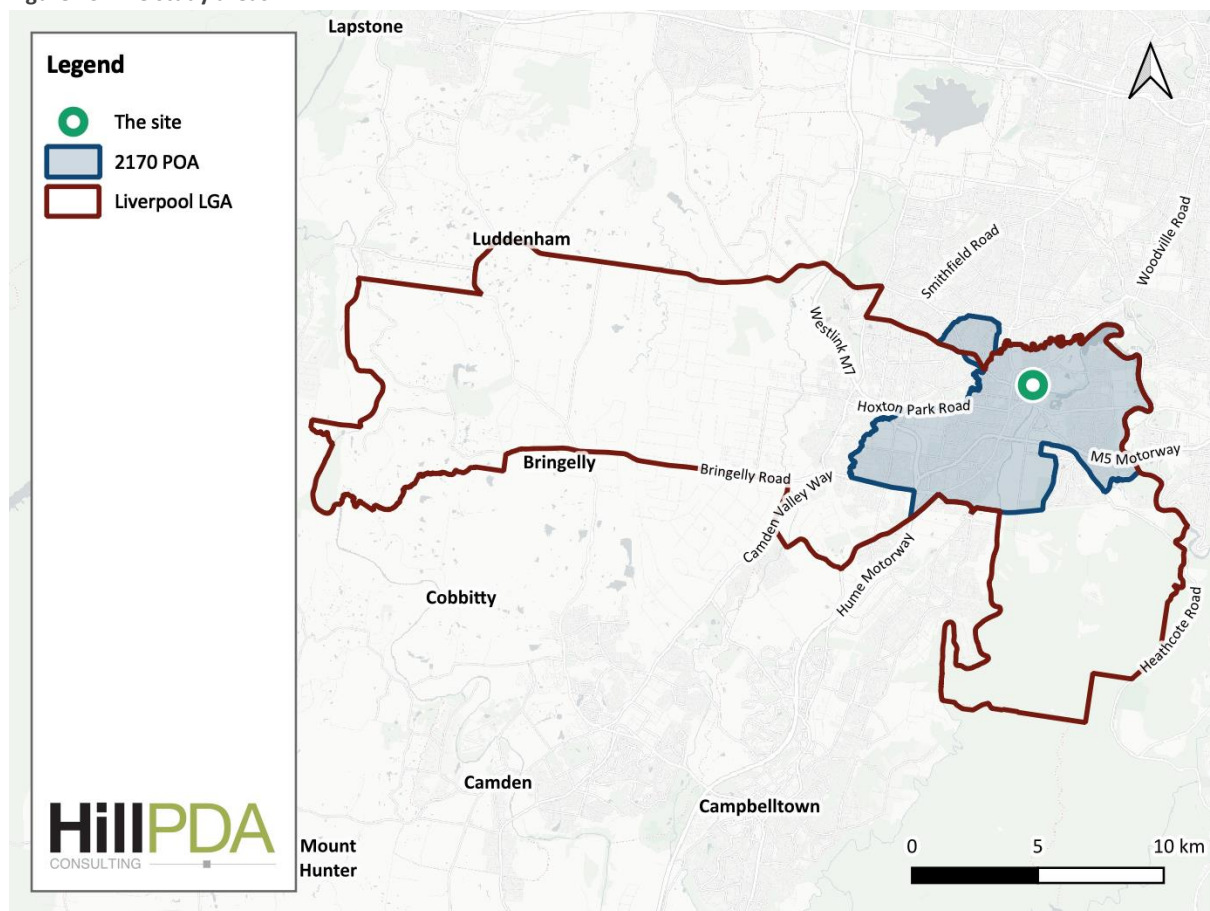 Lapstone
Legend
The site
2170 POA
Liverpool LGA
Luddenham
Smithfield Road
Woodville Road
Westlink M7
Hoxton Park Road
M5 Motorway
Bringelly
Bringelly Road
Camden Valley Way
Hume Motorway
Cobbitty
Heathcote Road
Camden
Campbelltown
HillPDA
CONSULTING
Mount
Hunter
0 5 10 km